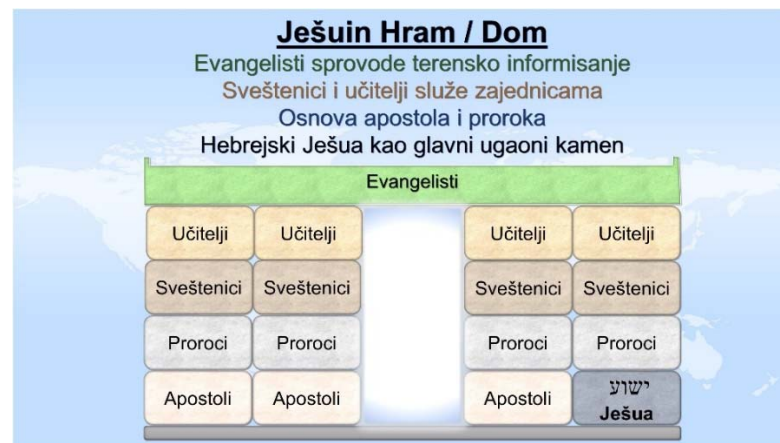 Ješuin Hram / Dom
Evangelisti sprovode terensko informisanje
Sveštenici i učitelji služe zajednicama
Osnova apostola i proroka
Hebrejski Ješua kao glavni ugaoni kamen
Evangelisti
Učitelji Učitelji Učitelji Učitelji
Sveštenici Sveštenici Sveštenici Sveštenici
Proroci Proroci Proroci Proroci
Apostoli Apostoli Apostoli ישוע
Ješua